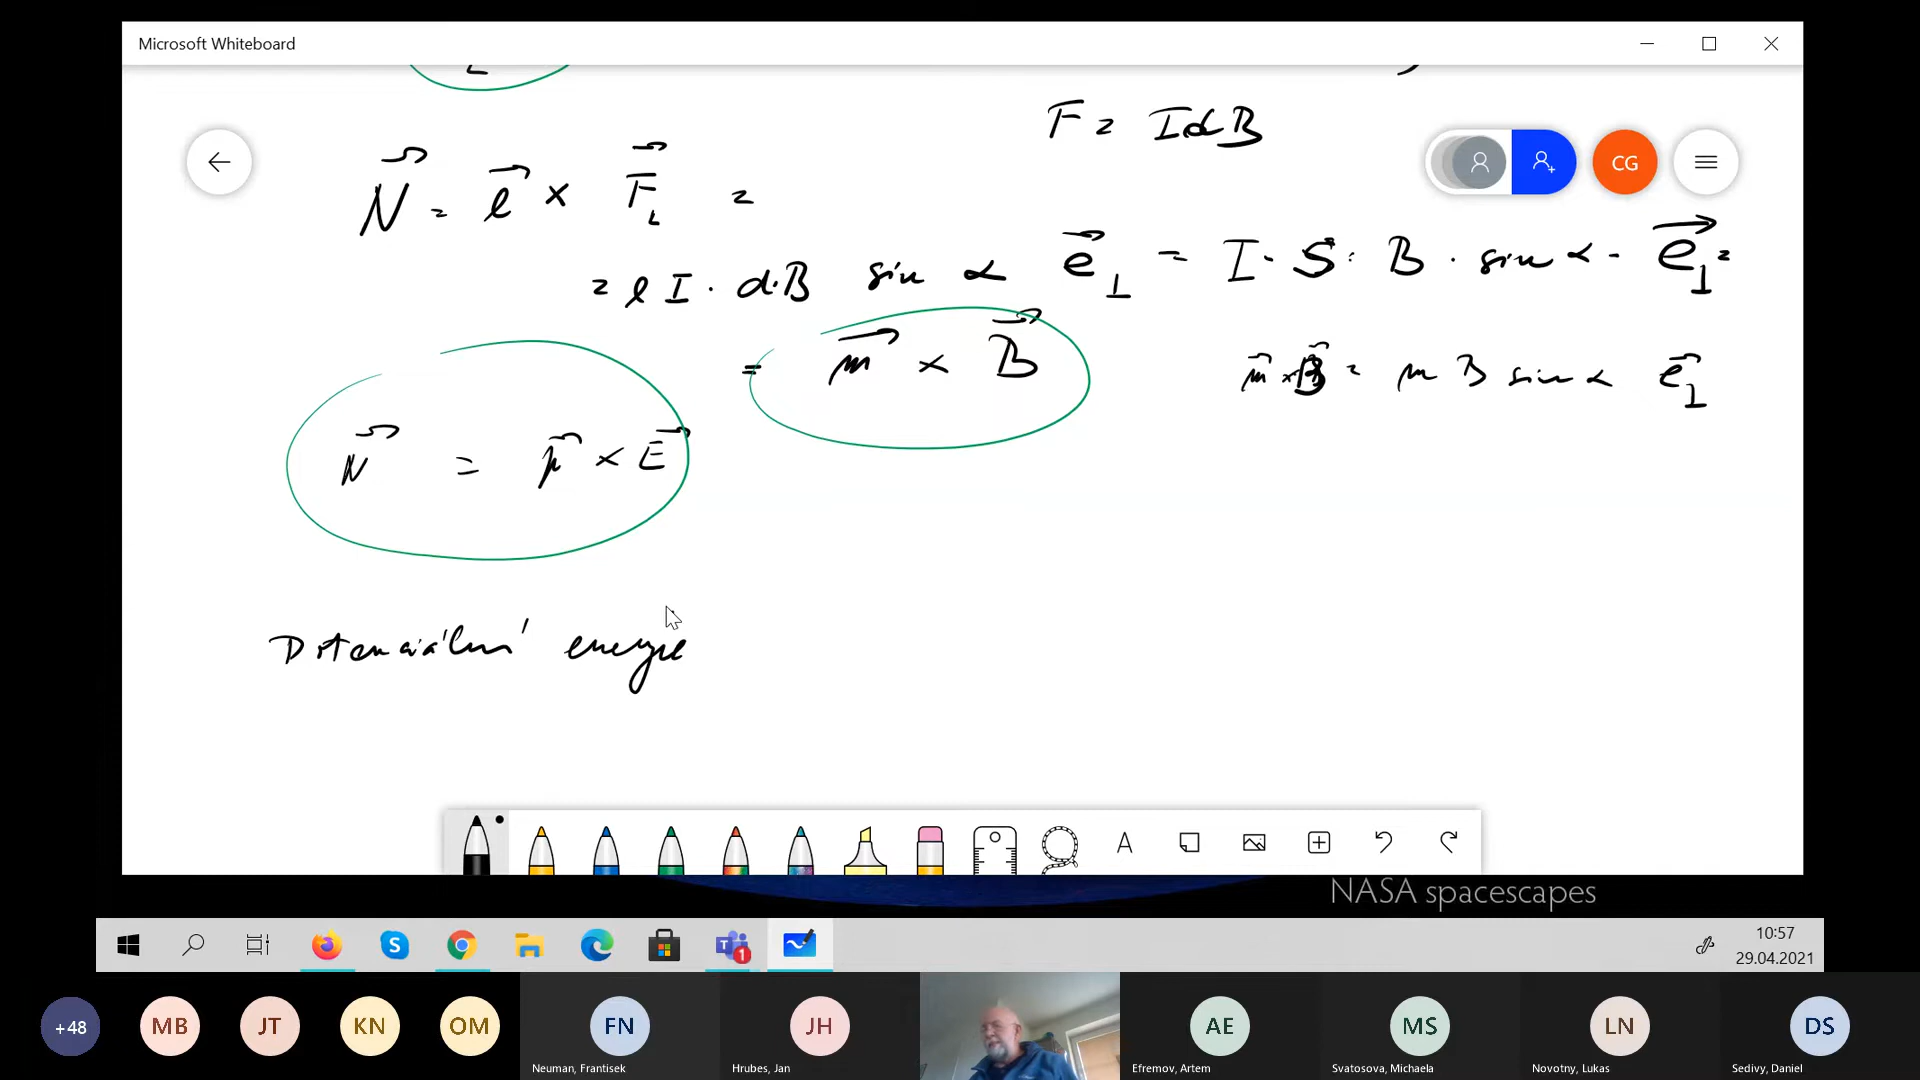 Microsoft Whiteboard
F = IdB
N⃗ = ℓ⃗ × F⃗_L =
= ℓ I · d·B sin α e⃗_⊥ = I · S · B · sin α · e⃗_⊥ =
= m⃗ × B⃗
m⃗ × B⃗ = m B sin α e⃗_⊥
N⃗ = p⃗ × E⃗
Potenciální energie
CG
A
NASA spacescapes
S
T
1
10:57
29.04.2021
+48
MB
JT
KN
OM
FN
JH
AE
MS
LN
DS
Neuman, Frantisek
Hrubes, Jan
Efremov, Artem
Svatosova, Michaela
Novotny, Lukas
Sedivy, Daniel